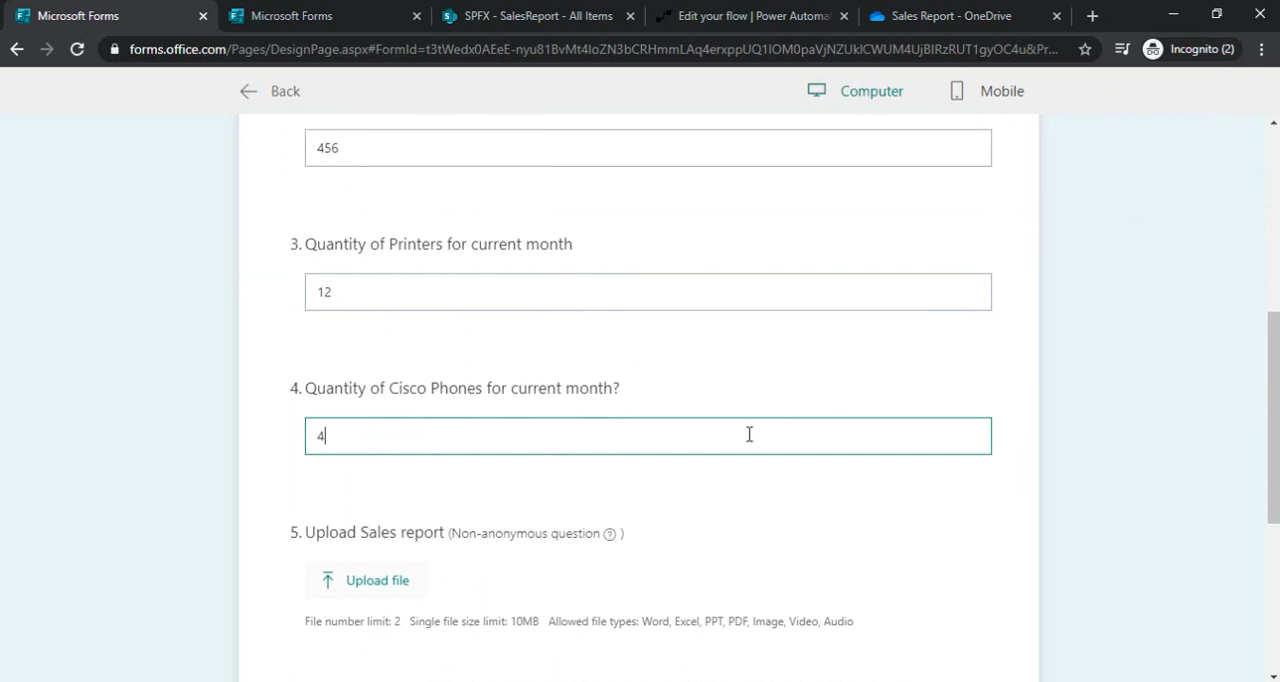 Microsoft Forms
Microsoft Forms
SPFX - SalesReport - All Items
Edit your flow | Power Automa
Sales Report - OneDrive
forms.office.com/Pages/DesignPage.aspx#FormId=t3tWedx0AEeE-nyu81BvMt4loZN3bCRHmmLAq4erxppUQ1lOM0paVjNZUklCWUM4UjBIRzRUT1gyOC4u&Pr...
Incognito (2)
Back
Computer
Mobile
456
3. Quantity of Printers for current month
12
4. Quantity of Cisco Phones for current month?
4
5. Upload Sales report (Non-anonymous question ? )
Upload file
File number limit: 2 Single file size limit: 10MB Allowed file types: Word, Excel, PPT, PDF, Image, Video, Audio